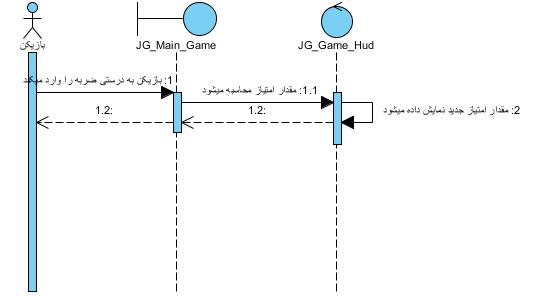 بازیکن
JG_Main_Game
JG_Game_Hud
1: بازیکن به درستی ضربه را وارد میکند
1.1: مقدار امتیاز محاسبه میشود
1.2:
1.2:
2: مقدار امتیاز جدید نمایش داده میشود